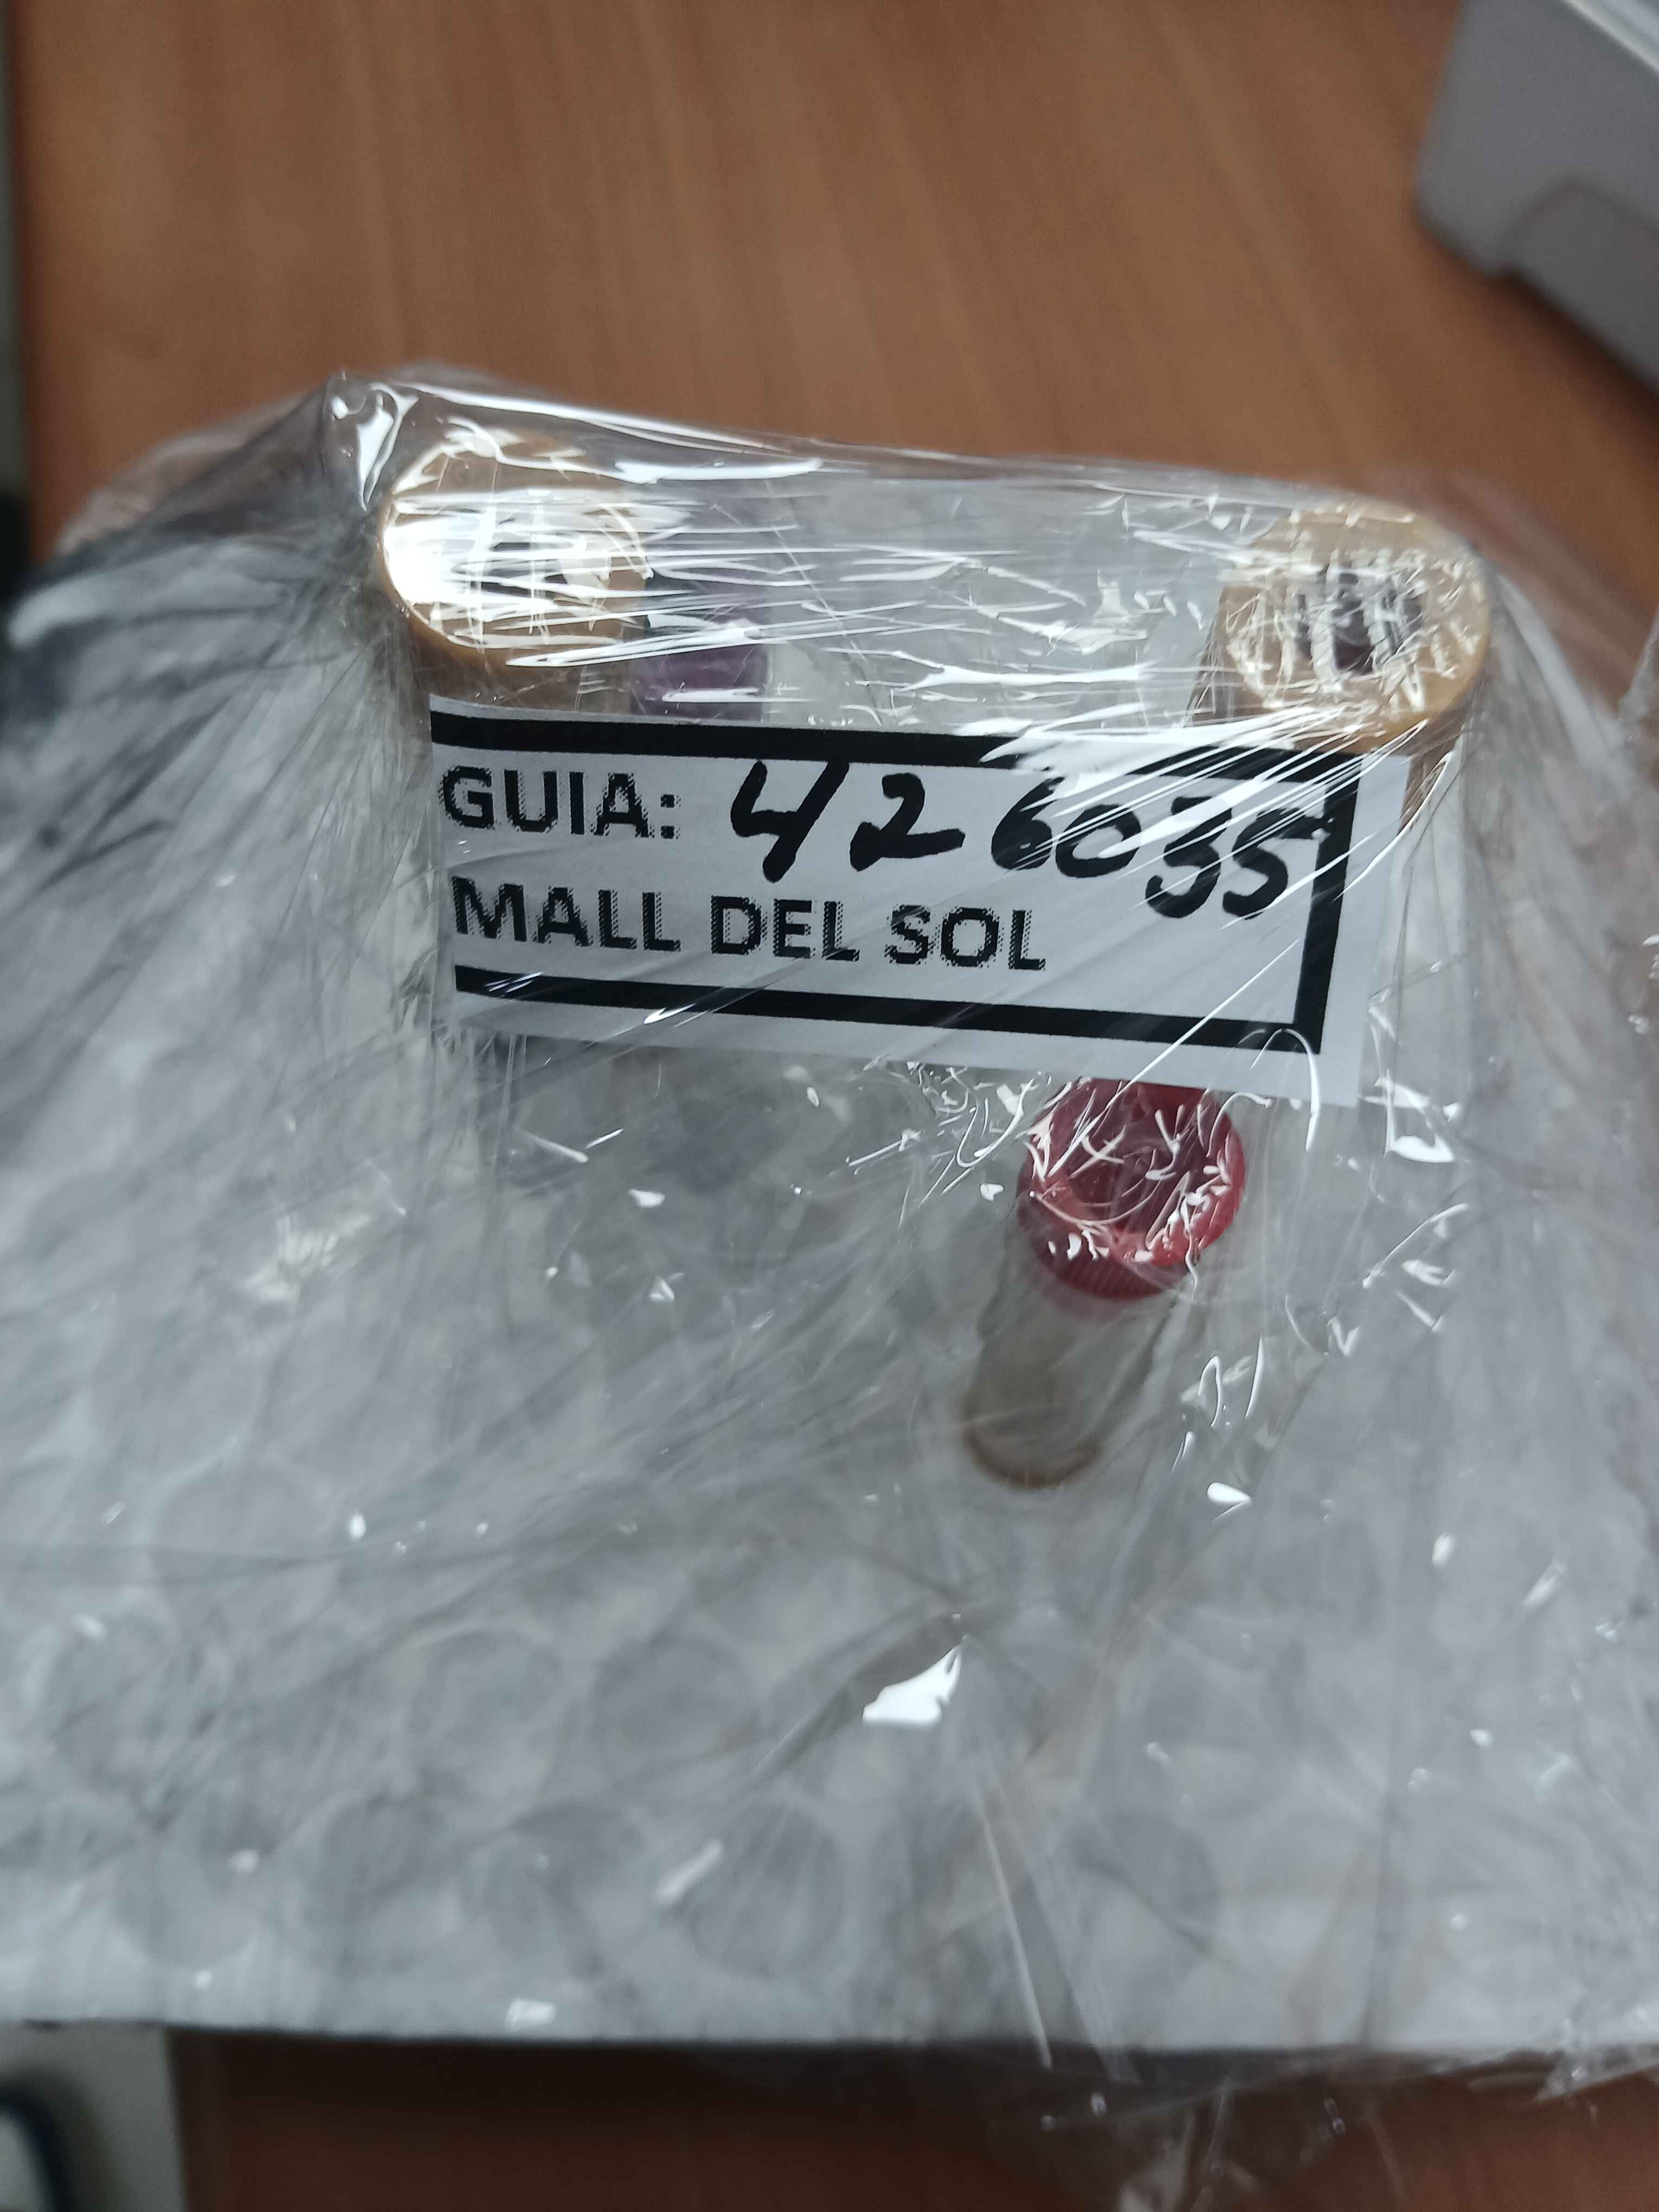 GUIA: 426035
MALL DEL SOL